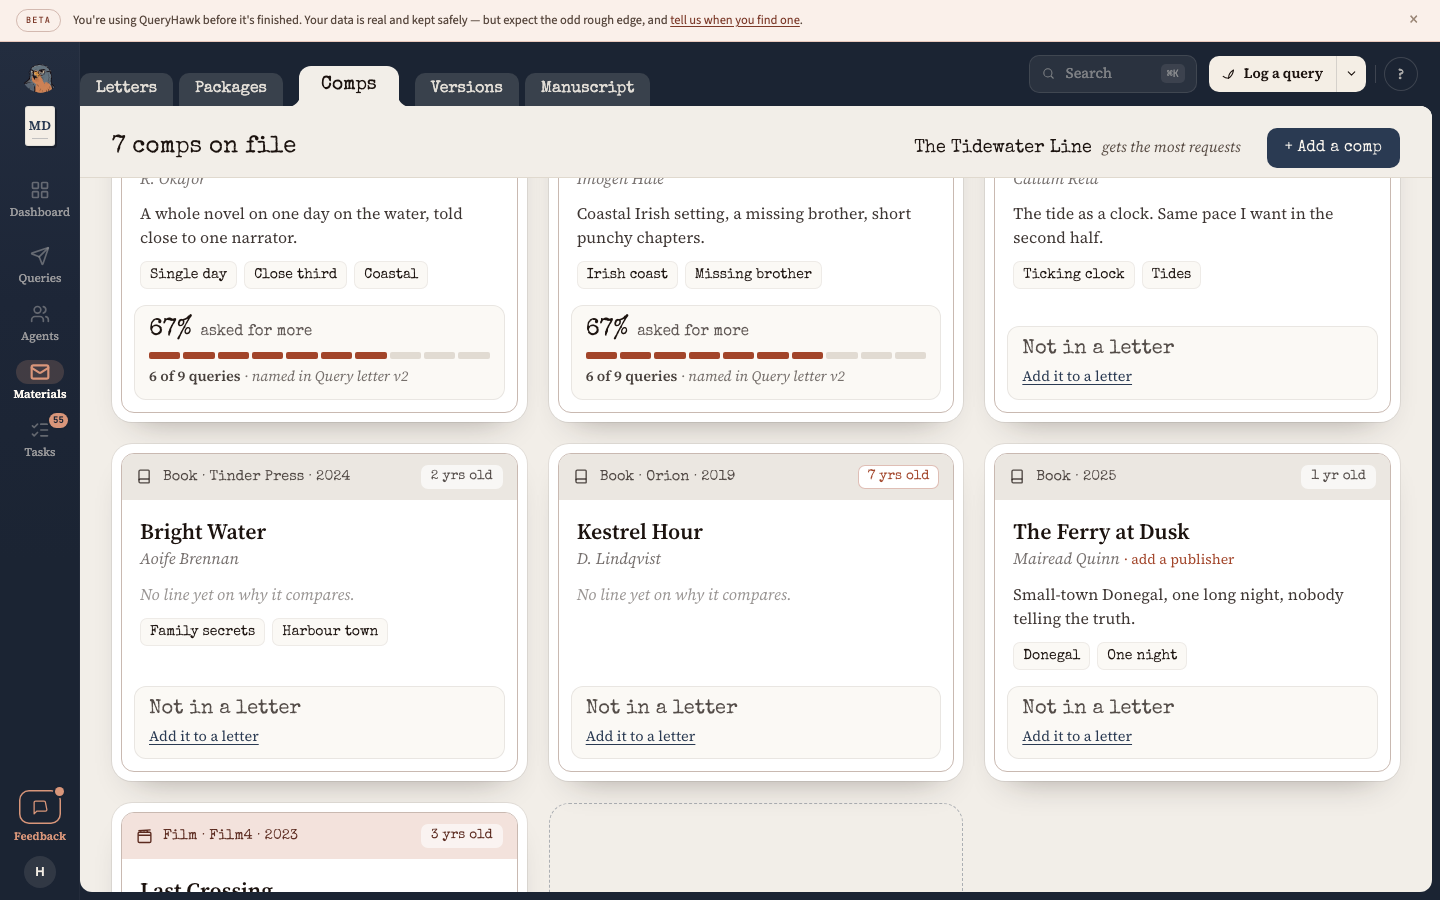 BETA
You're using QueryHawk before it's finished. Your data is real and kept safely — but expect the odd rough edge, and tell us when you find one.
×
MD
Letters
Packages
Comps
Versions
Manuscript
Search
⌘K
Log a query
?
7 comps on file
The Tidewater Line gets the most requests
+ Add a comp
Dashboard
Queries
Agents
Materials
55
Tasks
Feedback
H
R. Okafor
A whole novel on one day on the water, told
close to one narrator.
Single day
Close third
Coastal
67% asked for more
6 of 9 queries · named in Query letter v2
Imogen Hale
Coastal Irish setting, a missing brother, short
punchy chapters.
Irish coast
Missing brother
67% asked for more
6 of 9 queries · named in Query letter v2
Callum Reid
The tide as a clock. Same pace I want in the
second half.
Ticking clock
Tides
Not in a letter
Add it to a letter
Book · Tinder Press · 2024
2 yrs old
Bright Water
Aoife Brennan
No line yet on why it compares.
Family secrets
Harbour town
Not in a letter
Add it to a letter
Book · Orion · 2019
7 yrs old
Kestrel Hour
D. Lindqvist
No line yet on why it compares.
Not in a letter
Add it to a letter
Book · 2025
1 yr old
The Ferry at Dusk
Mairead Quinn · add a publisher
Small-town Donegal, one long night, nobody
telling the truth.
Donegal
One night
Not in a letter
Add it to a letter
Film · Film4 · 2023
3 yrs old
Last Crossing